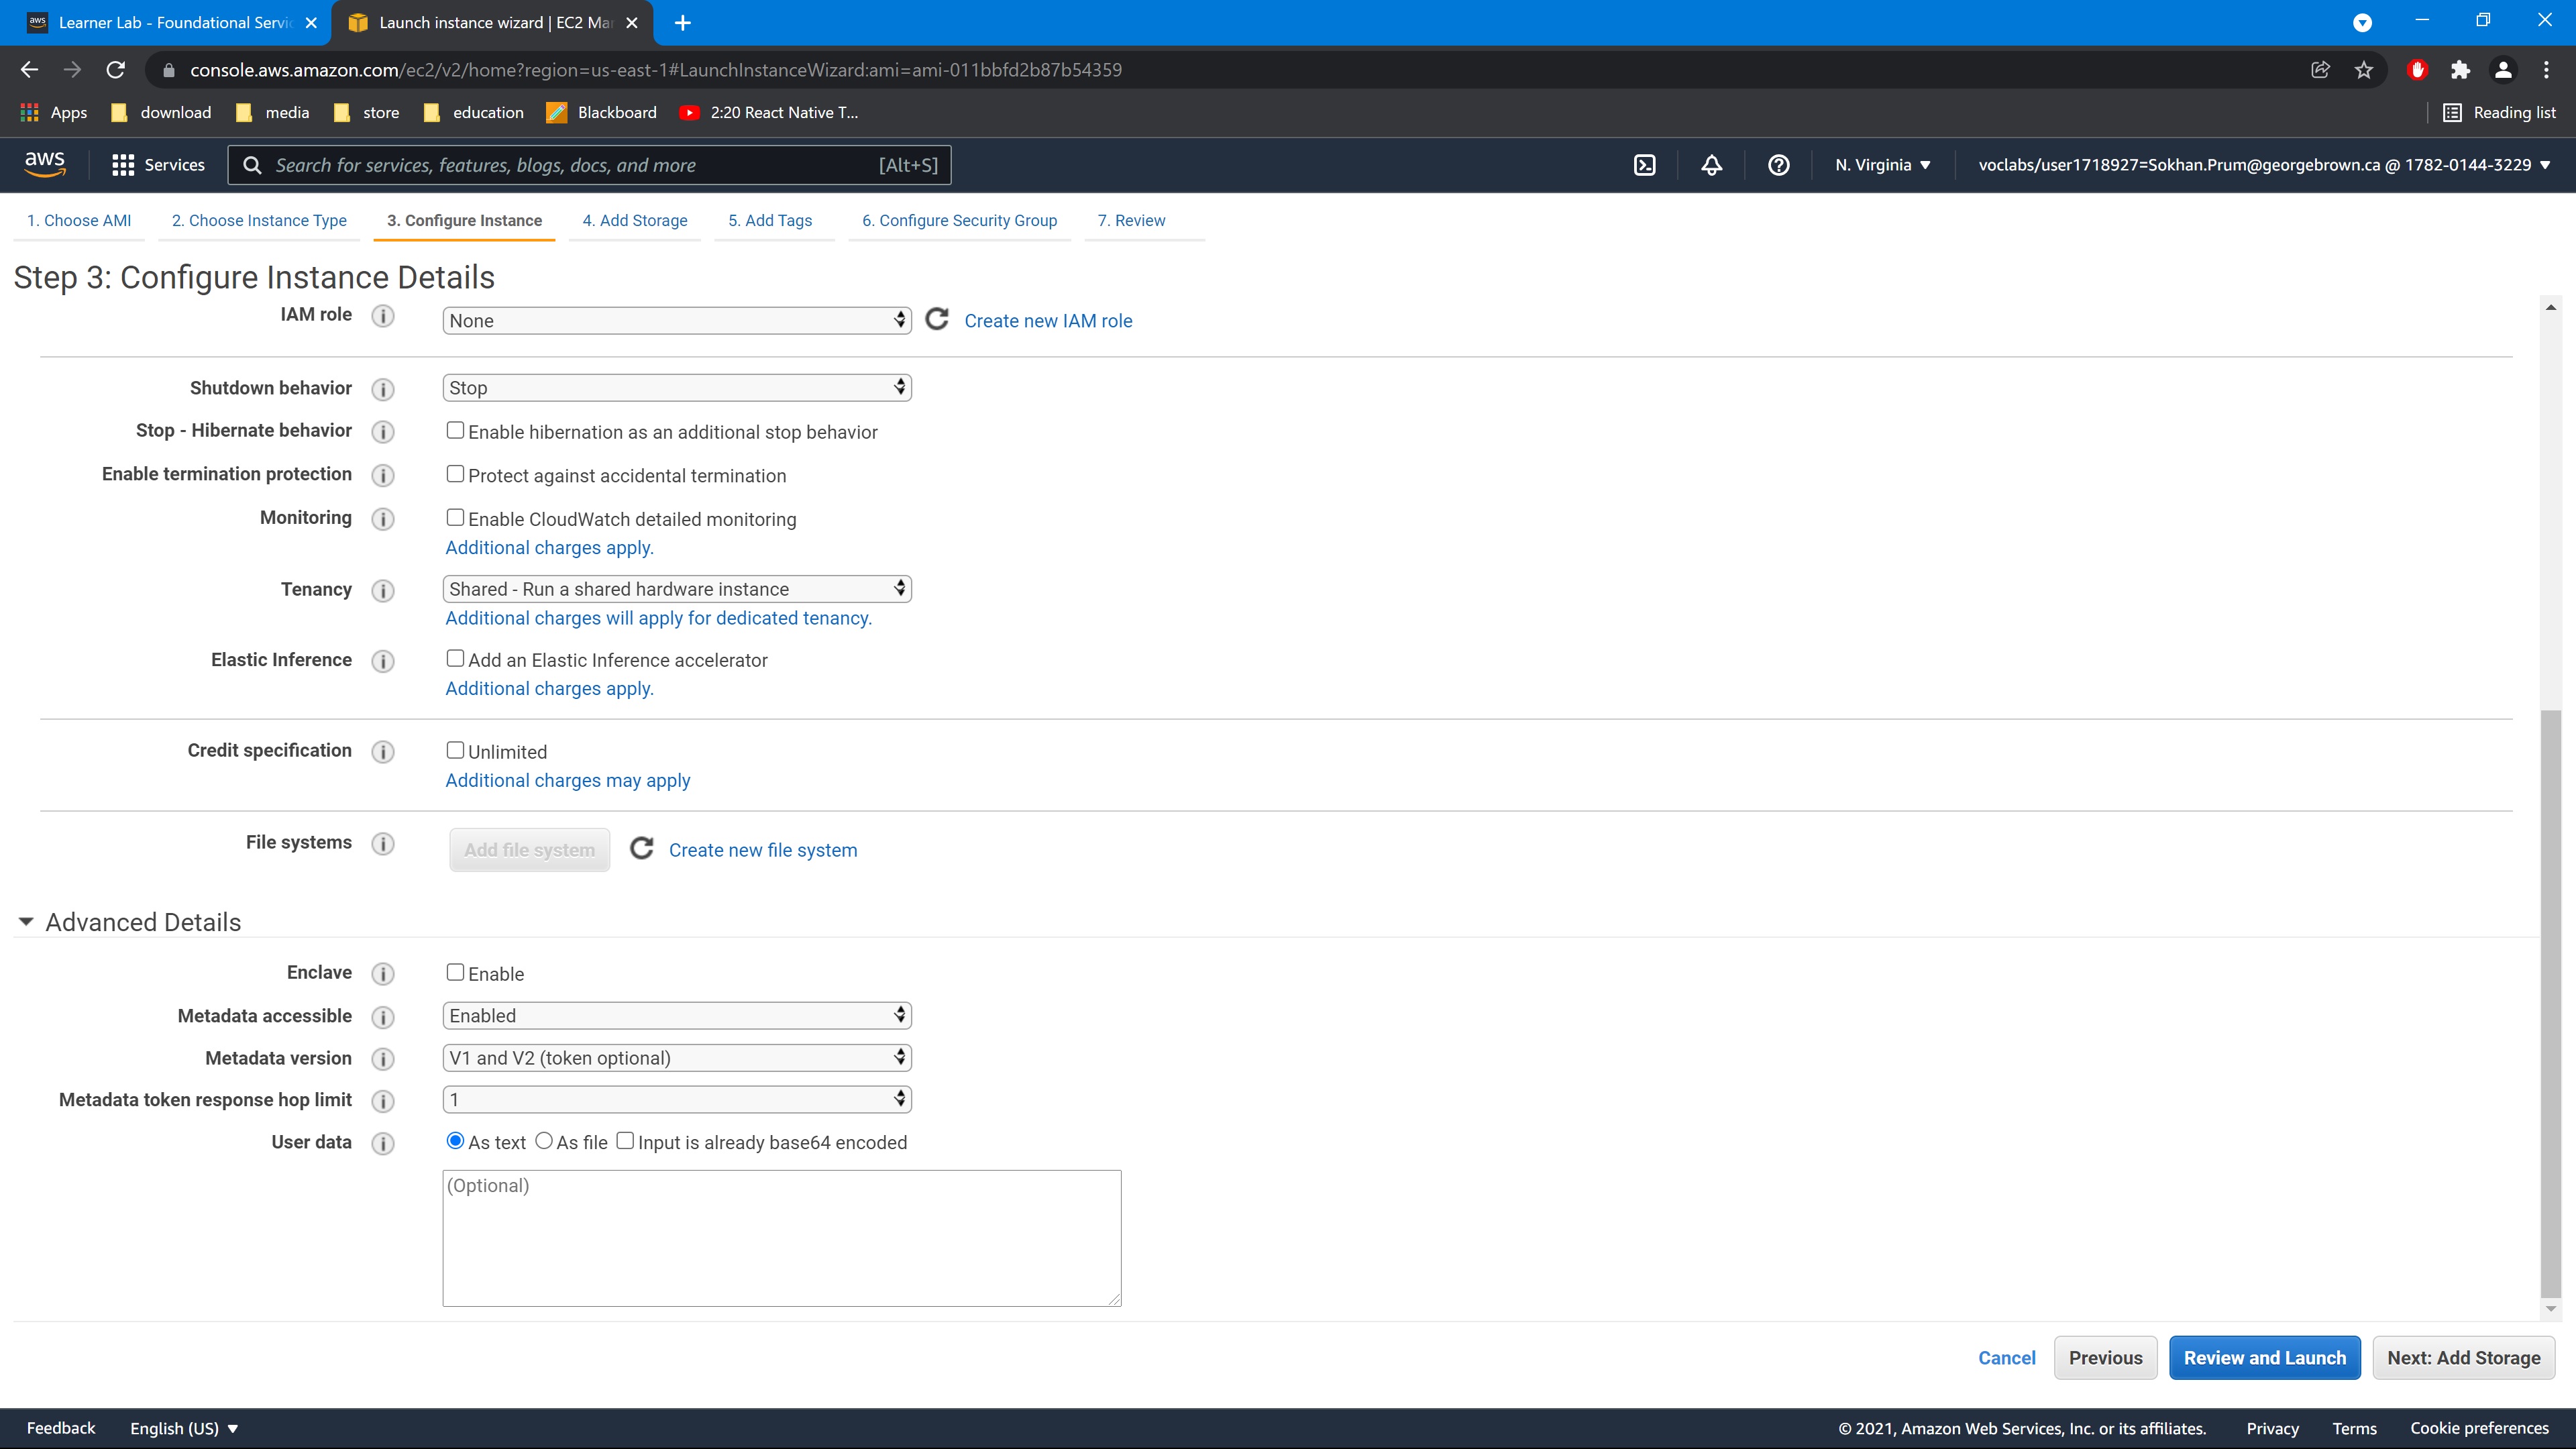 Learner Lab - Foundational Servic
Launch instance wizard | EC2 Mar
console.aws.amazon.com/ec2/v2/home?region=us-east-1#LaunchInstanceWizard:ami=ami-011bbfd2b87b54359
Apps download media store education Blackboard 2:20 React Native T... Reading list
aws Services Search for services, features, blogs, docs, and more [Alt+S] N. Virginia voclabs/user1718927=Sokhan.Prum@georgebrown.ca @ 1782-0144-3229
1. Choose AMI 2. Choose Instance Type 3. Configure Instance 4. Add Storage 5. Add Tags 6. Configure Security Group 7. Review
Step 3: Configure Instance Details
IAM role None Create new IAM role
Shutdown behavior Stop
Stop - Hibernate behavior Enable hibernation as an additional stop behavior
Enable termination protection Protect against accidental termination
Monitoring Enable CloudWatch detailed monitoring
Additional charges apply.
Tenancy Shared - Run a shared hardware instance
Additional charges will apply for dedicated tenancy.
Elastic Inference Add an Elastic Inference accelerator
Additional charges apply.
Credit specification Unlimited
Additional charges may apply
File systems Add file system Create new file system
Advanced Details
Enclave Enable
Metadata accessible Enabled
Metadata version V1 and V2 (token optional)
Metadata token response hop limit 1
User data As text As file Input is already base64 encoded
(Optional)
Cancel Previous Review and Launch Next: Add Storage
Feedback English (US) © 2021, Amazon Web Services, Inc. or its affiliates. Privacy Terms Cookie preferences